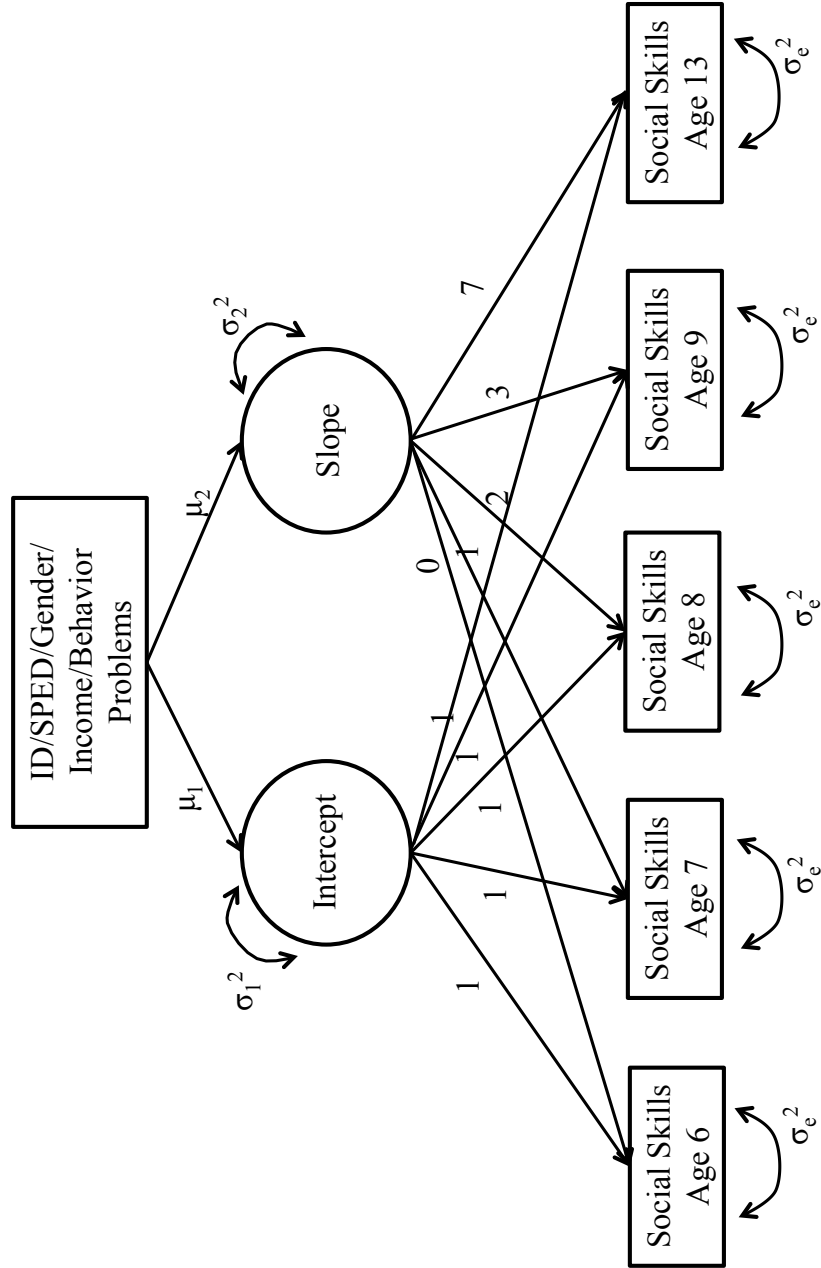 ID/SPED/Gender/
Income/Behavior
Problems
μ₁
μ₂
σ₁²
σ₂²
Intercept
Slope
1
1
1
1
1
0
1
2
3
7
Social Skills
Age 6
Social Skills
Age 7
Social Skills
Age 8
Social Skills
Age 9
Social Skills
Age 13
σₑ²
σₑ²
σₑ²
σₑ²
σₑ²